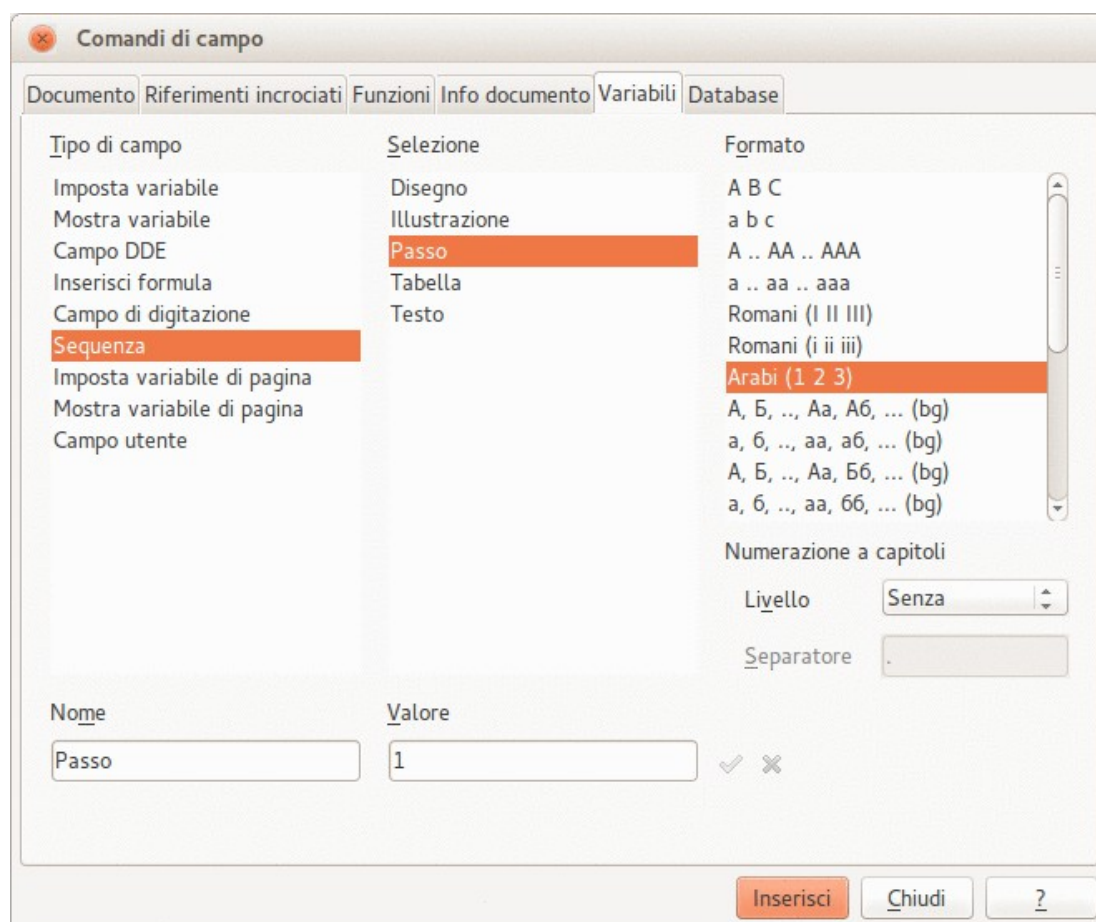 Comandi di campo
Documento Riferimenti incrociati Funzioni Info documento Variabili Database
Tipo di campo
Imposta variabile
Mostra variabile
Campo DDE
Inserisci formula
Campo di digitazione
Sequenza
Imposta variabile di pagina
Mostra variabile di pagina
Campo utente
Selezione
Disegno
Illustrazione
Passo
Tabella
Testo
Formato
A B C
a b c
A .. AA .. AAA
a .. aa .. aaa
Romani (I II III)
Romani (i ii iii)
Arabi (1 2 3)
А, Б, .., Аа, Аб, ... (bg)
а, б, .., аа, аб, ... (bg)
А, Б, .., Аа, Бб, ... (bg)
а, б, .., аа, бб, ... (bg)
Numerazione a capitoli
Livello Senza
Separatore .
Nome
Passo
Valore
1
Inserisci Chiudi ?